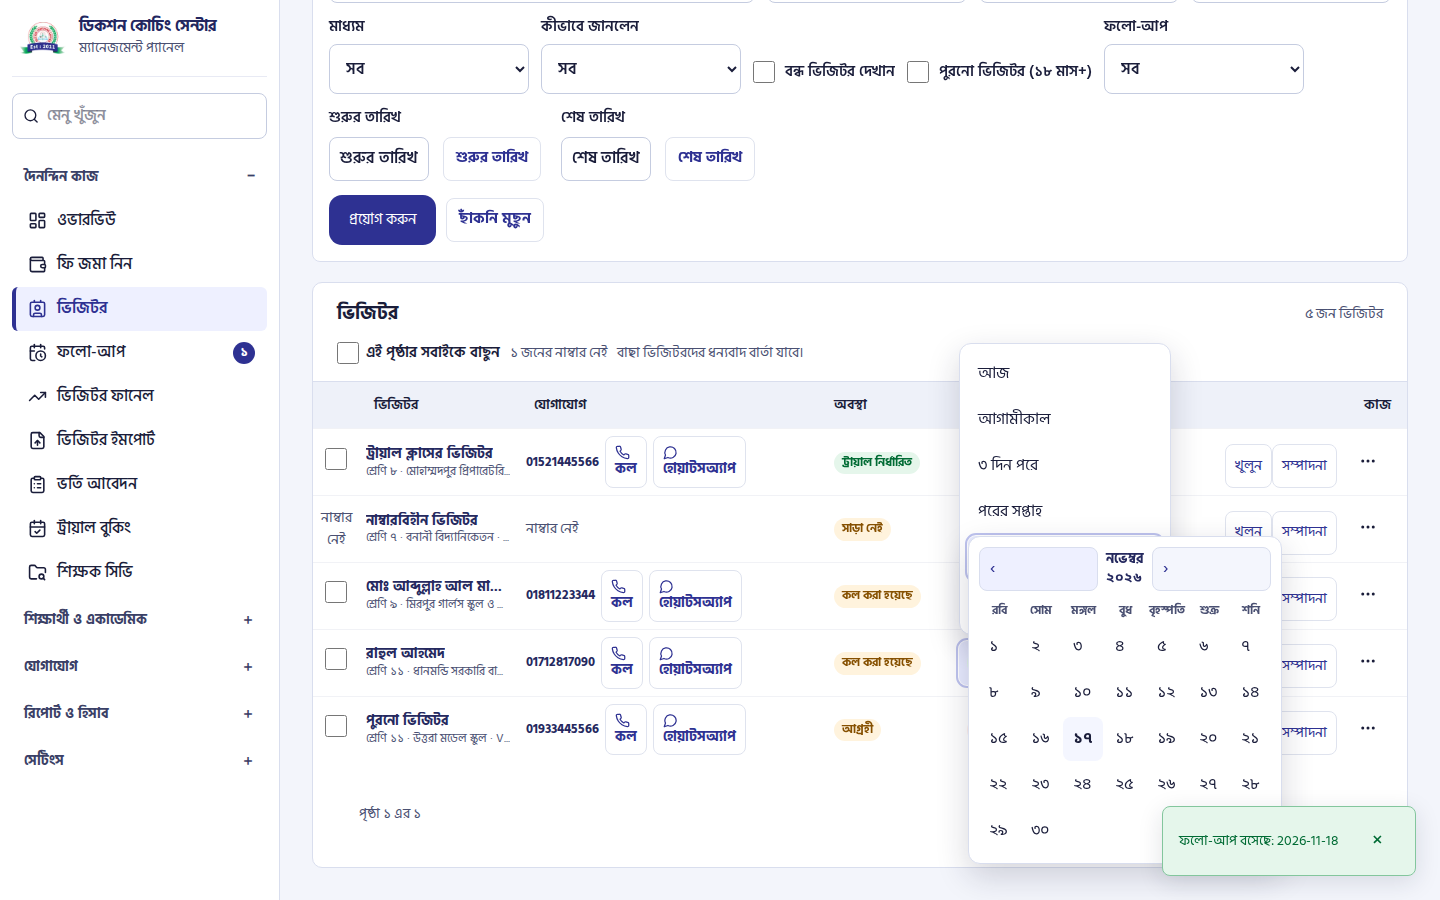 ডিকশন কোচিং সেন্টার
ম্যানেজমেন্ট প্যানেল
Est : 2011
মেনু খুঁজুন
দৈনন্দিন কাজ −
ওভারভিউ
ফি জমা নিন
ভিজিটর
ফলো-আপ ১
ভিজিটর ফানেল
ভিজিটর ইমপোর্ট
ভর্তি আবেদন
ট্রায়াল বুকিং
শিক্ষক সিভি
শিক্ষার্থী ও একাডেমিক +
যোগাযোগ +
রিপোর্ট ও হিসাব +
সেটিংস +
মাধ্যম কীভাবে জানলেন ফলো-আপ
সব সব বন্ধ ভিজিটর দেখান পুরনো ভিজিটর (১৮ মাস+) সব
শুরুর তারিখ শেষ তারিখ
শুরুর তারিখ শুরুর তারিখ শেষ তারিখ শেষ তারিখ
প্রয়োগ করুন ছাঁকনি মুছুন
ভিজিটর ৫ জন ভিজিটর
এই পৃষ্ঠার সবাইকে বাছুন ১ জনের নাম্বার নেই বাছা ভিজিটরদের ধন্যবাদ বার্তা যাবে।
ভিজিটর যোগাযোগ অবস্থা কাজ
ট্রায়াল ক্লাসের ভিজিটর
শ্রেণি ৮ · মোহাম্মদপুর প্রিপারেটরি...
01521445566 কল হোয়াটসঅ্যাপ ট্রায়াল নির্ধারিত খুলুন সম্পাদনা ···
নাম্বার নেই
নাম্বারবিহীন ভিজিটর
শ্রেণি ৭ · বনানী বিদ্যানিকেতন · ...
নাম্বার নেই সাড়া নেই খুলুন সম্পাদনা ···
মোঃ আব্দুল্লাহ আল মা...
শ্রেণি ৯ · মিরপুর গার্লস স্কুল ও ...
01811223344 কল হোয়াটসঅ্যাপ কল করা হয়েছে সম্পাদনা ···
রাহুল আহমেদ
শ্রেণি ১১ · ধানমন্ডি সরকারি বা...
01712817090 কল হোয়াটসঅ্যাপ কল করা হয়েছে সম্পাদনা ···
পুরনো ভিজিটর
শ্রেণি ১১ · উত্তরা মডেল স্কুল · V...
01933445566 কল হোয়াটসঅ্যাপ আগ্রহী সম্পাদনা ···
পৃষ্ঠা ১ এর ১
আজ
আগামীকাল
৩ দিন পরে
পরের সপ্তাহ
‹ নভেম্বর ২০২৬ ›
রবি সোম মঙ্গল বুধ বৃহস্পতি শুক্র শনি
১ ২ ৩ ৪ ৫ ৬ ৭
৮ ৯ ১০ ১১ ১২ ১৩ ১৪
১৫ ১৬ ১৭ ১৮ ১৯ ২০ ২১
২২ ২৩ ২৪ ২৫ ২৬ ২৭ ২৮
২৯ ৩০
ফলো-আপ বসেছে: 2026-11-18 ×